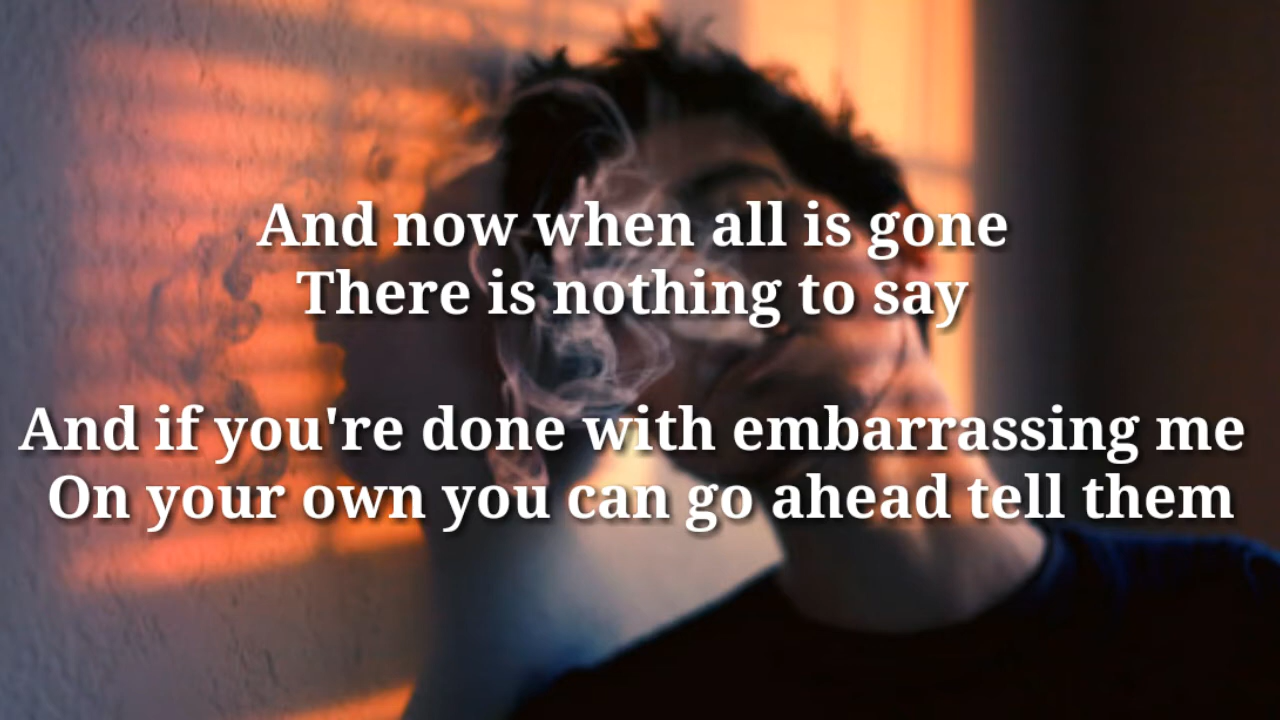 And now when all is gone
There is nothing to say
And if you're done with embarrassing me
On your own you can go ahead tell them